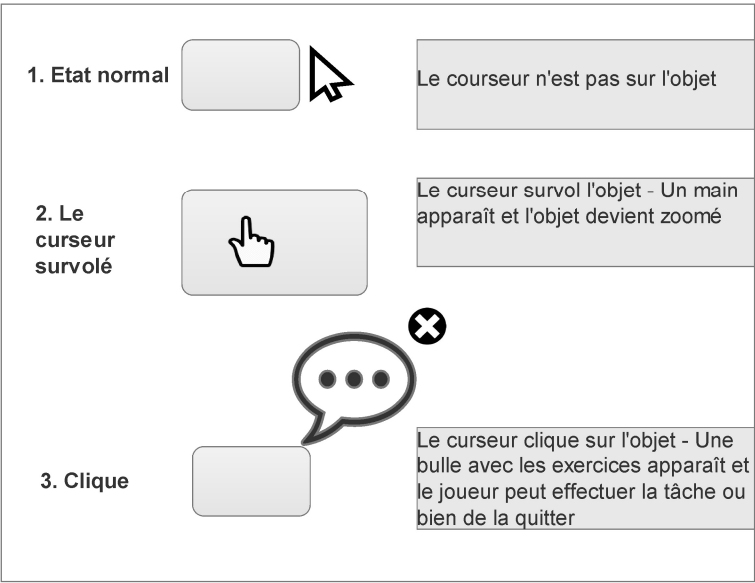 1. Etat normal
Le courseur n'est pas sur l'objet
2. Le
curseur
survolé
Le curseur survol l'objet - Un main
apparaît et l'objet devient zoomé
3. Clique
Le curseur clique sur l'objet - Une
bulle avec les exercices apparaît et
le joueur peut effectuer la tâche ou
bien de la quitter